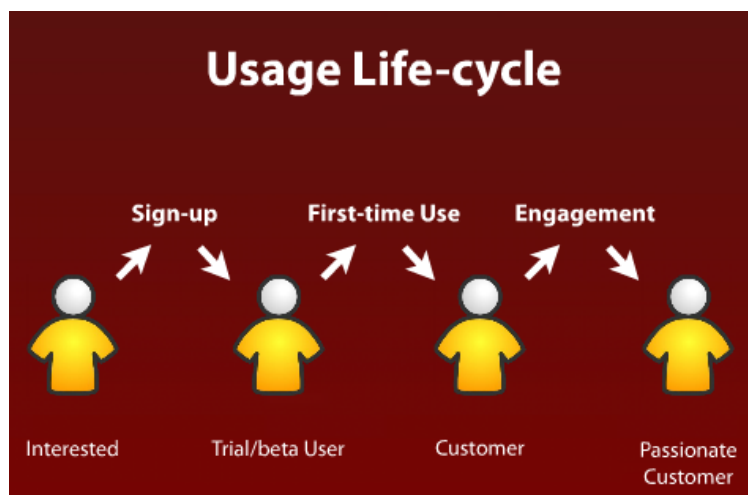 Usage Life-cycle
Sign-up
First-time Use
Engagement
Interested
Trial/beta User
Customer
Passionate
Customer